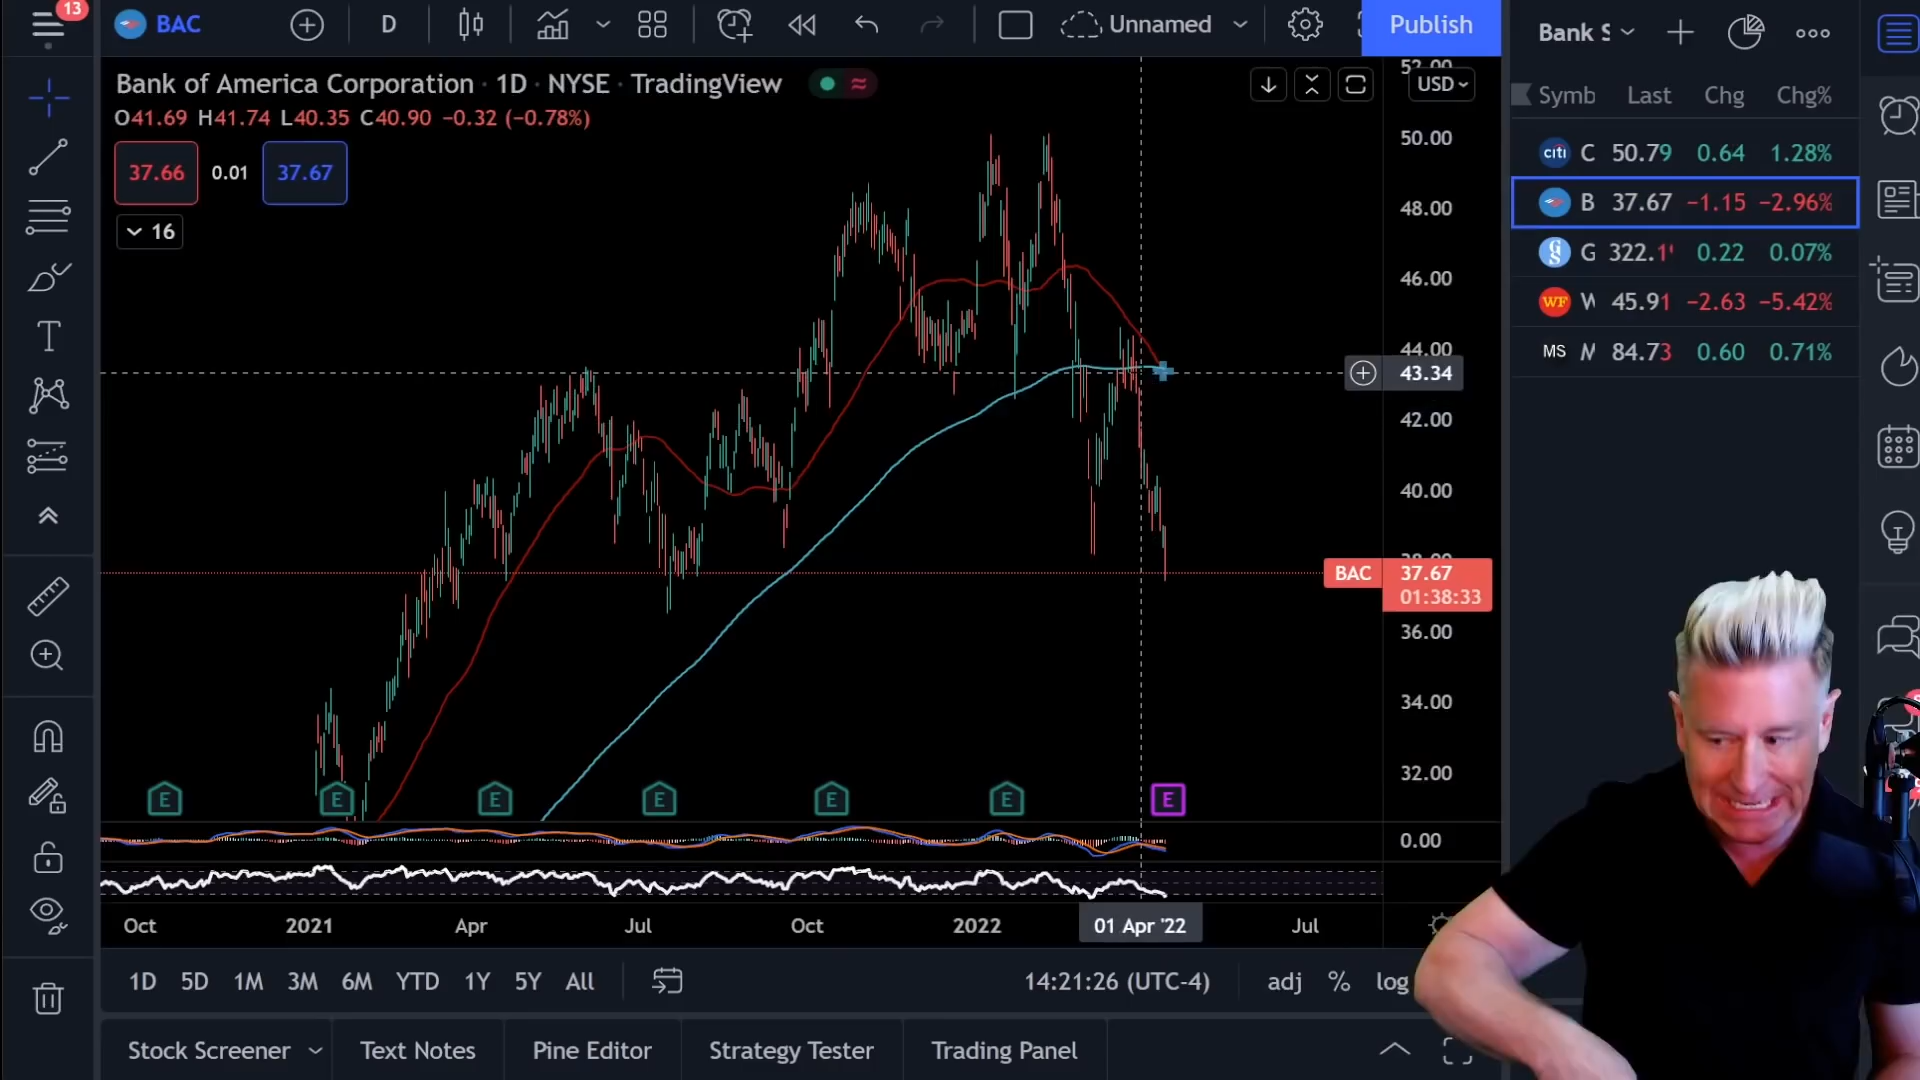 13
BAC
D
Unnamed
Publish
Bank of America Corporation · 1D · NYSE · TradingView
O41.69 H41.74 L40.35 C40.90 −0.32 (−0.78%)
37.66 0.01 37.67
16
USD
52.00
50.00
48.00
46.00
44.00
43.34
42.00
40.00
38.00
BAC 37.67
01:38:33
36.00
34.00
32.00
0.00
E E E E E E E
Oct 2021 Apr Jul Oct 2022 01 Apr '22 Jul
1D 5D 1M 3M 6M YTD 1Y 5Y All
14:21:26 (UTC-4) adj % log
Stock Screener Text Notes Pine Editor Strategy Tester Trading Panel
Bank S
Symb Last Chg Chg%
citi C 50.79 0.64 1.28%
B 37.67 −1.15 −2.96%
GS G 322.1 0.22 0.07%
WF W 45.91 −2.63 −5.42%
MS M 84.73 0.60 0.71%